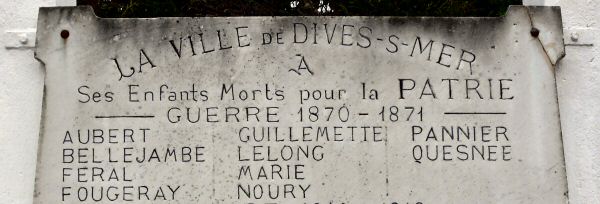 LA VILLE DE DIVES-S-MER
A
Ses Enfants Morts pour la PATRIE
GUERRE 1870-1871
AUBERT GUILLEMETTE PANNIER
BELLEJAMBE LELONG QUESNEE
FERAL MARIE
FOUGERAY NOURY